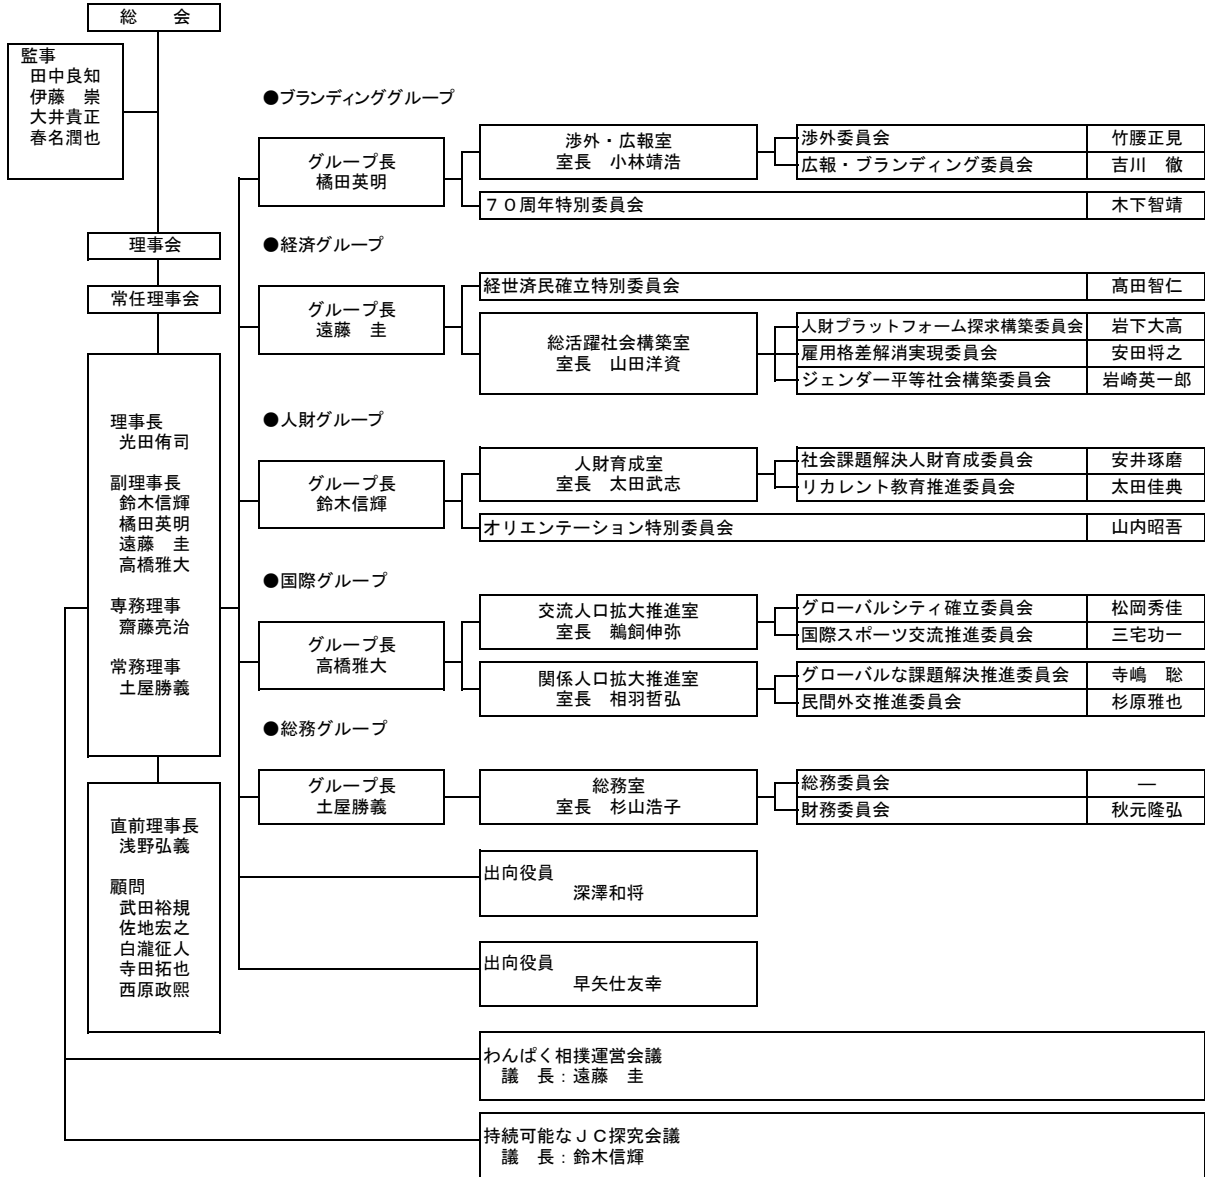 総　会
監事
田中良知
伊藤　崇
大井貴正
春名潤也
理事会
常任理事会
理事長
光田侑司
副理事長
鈴木信輝
橘田英明
遠藤　圭
高橋雅大
専務理事
齋藤亮治
常務理事
土屋勝義
直前理事長
浅野弘義
顧問
武田裕規
佐地宏之
白瀧征人
寺田拓也
西原政熙
●ブランディンググループ
グループ長
橘田英明
渉外・広報室
室長　小林靖浩
渉外委員会　竹腰正見
広報・ブランディング委員会　吉川　徹
７０周年特別委員会　木下智靖
●経済グループ
グループ長
遠藤　圭
経世済民確立特別委員会　髙田智仁
総活躍社会構築室
室長　山田洋資
人財プラットフォーム探求構築委員会　岩下大高
雇用格差解消実現委員会　安田将之
ジェンダー平等社会構築委員会　岩崎英一郎
●人財グループ
グループ長
鈴木信輝
人財育成室
室長　太田武志
社会課題解決人財育成委員会　安井琢磨
リカレント教育推進委員会　太田佳典
オリエンテーション特別委員会　山内昭吾
●国際グループ
グループ長
高橋雅大
交流人口拡大推進室
室長　鵜飼伸弥
グローバルシティ確立委員会　松岡秀佳
国際スポーツ交流推進委員会　三宅功一
関係人口拡大推進室
室長　相羽哲弘
グローバルな課題解決推進委員会　寺嶋　聡
民間外交推進委員会　杉原雅也
●総務グループ
グループ長
土屋勝義
総務室
室長　杉山浩子
総務委員会　―
財務委員会　秋元隆弘
出向役員
深澤和将
出向役員
早矢仕友幸
わんぱく相撲運営会議
議　長：遠藤　圭
持続可能なＪＣ探究会議
議　長：鈴木信輝